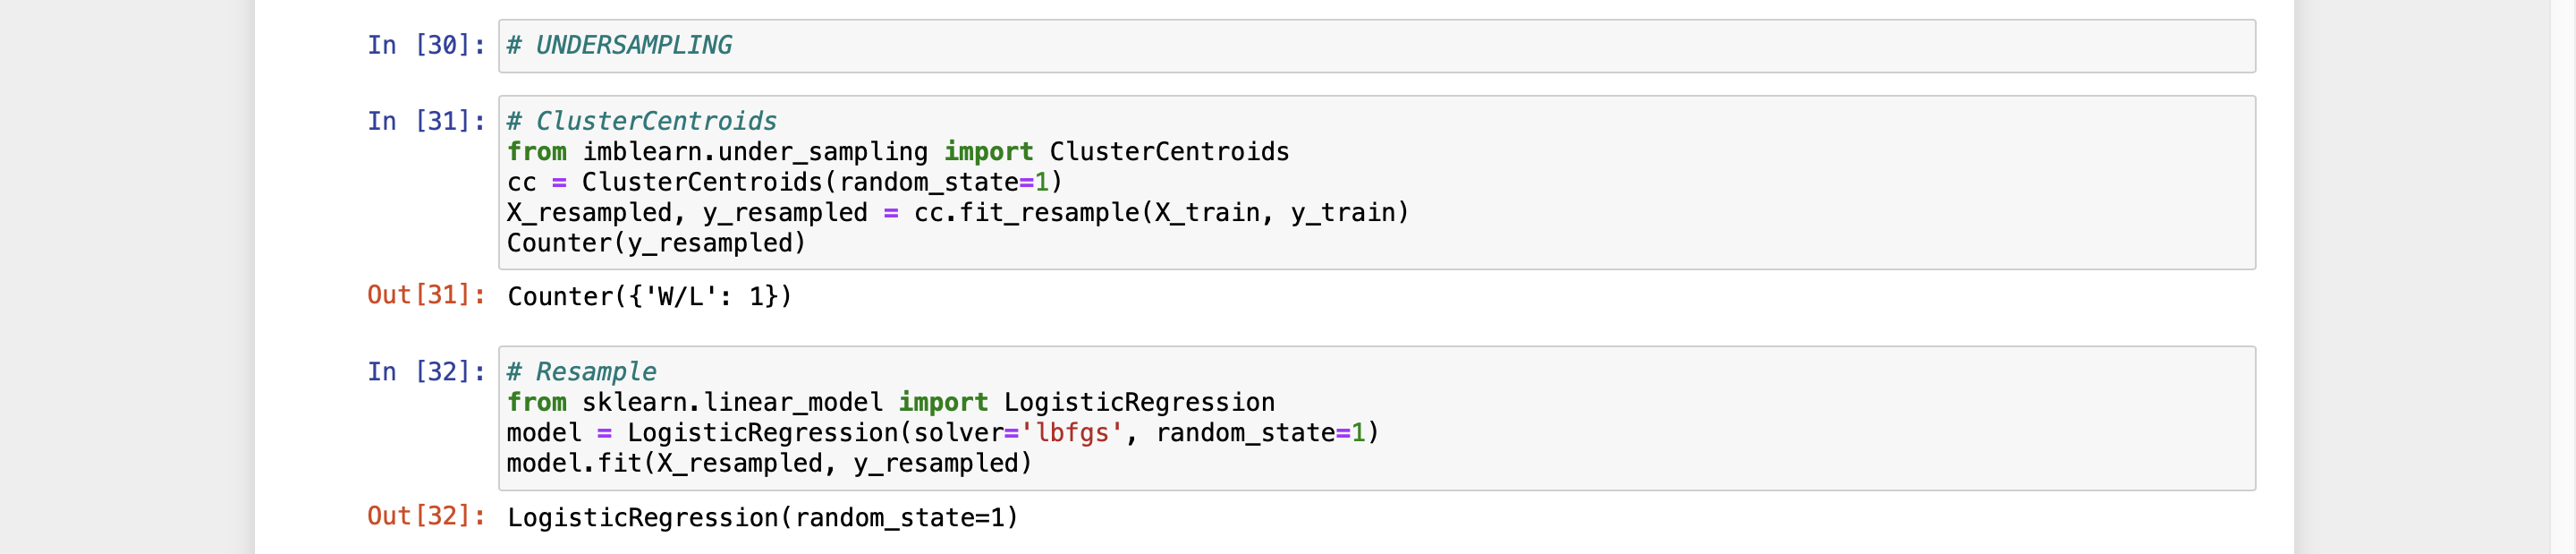 In [30]: # UNDERSAMPLING
In [31]: # ClusterCentroids
from imblearn.under_sampling import ClusterCentroids
cc = ClusterCentroids(random_state=1)
X_resampled, y_resampled = cc.fit_resample(X_train, y_train)
Counter(y_resampled)
Out[31]: Counter({'W/L': 1})
In [32]: # Resample
from sklearn.linear_model import LogisticRegression
model = LogisticRegression(solver='lbfgs', random_state=1)
model.fit(X_resampled, y_resampled)
Out[32]: LogisticRegression(random_state=1)